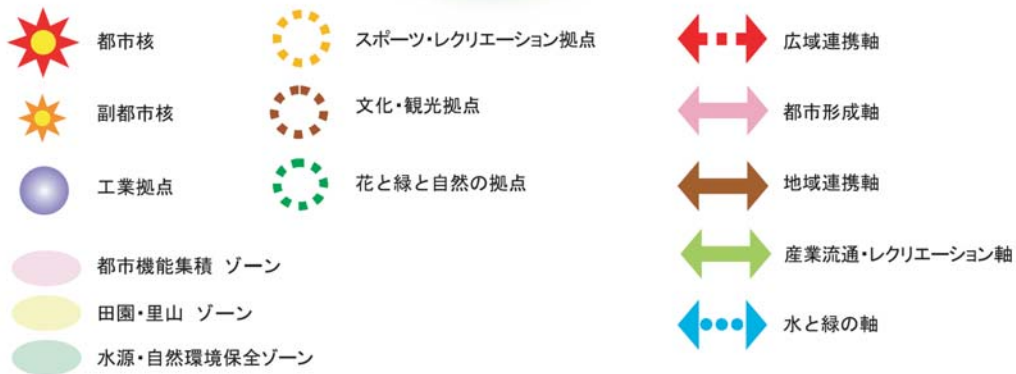 都市核
副都市核
工業拠点
都市機能集積 ゾーン
田園・里山 ゾーン
水源・自然環境保全ゾーン
スポーツ・レクリエーション拠点
文化・観光拠点
花と緑と自然の拠点
広域連携軸
都市形成軸
地域連携軸
産業流通・レクリエーション軸
水と緑の軸